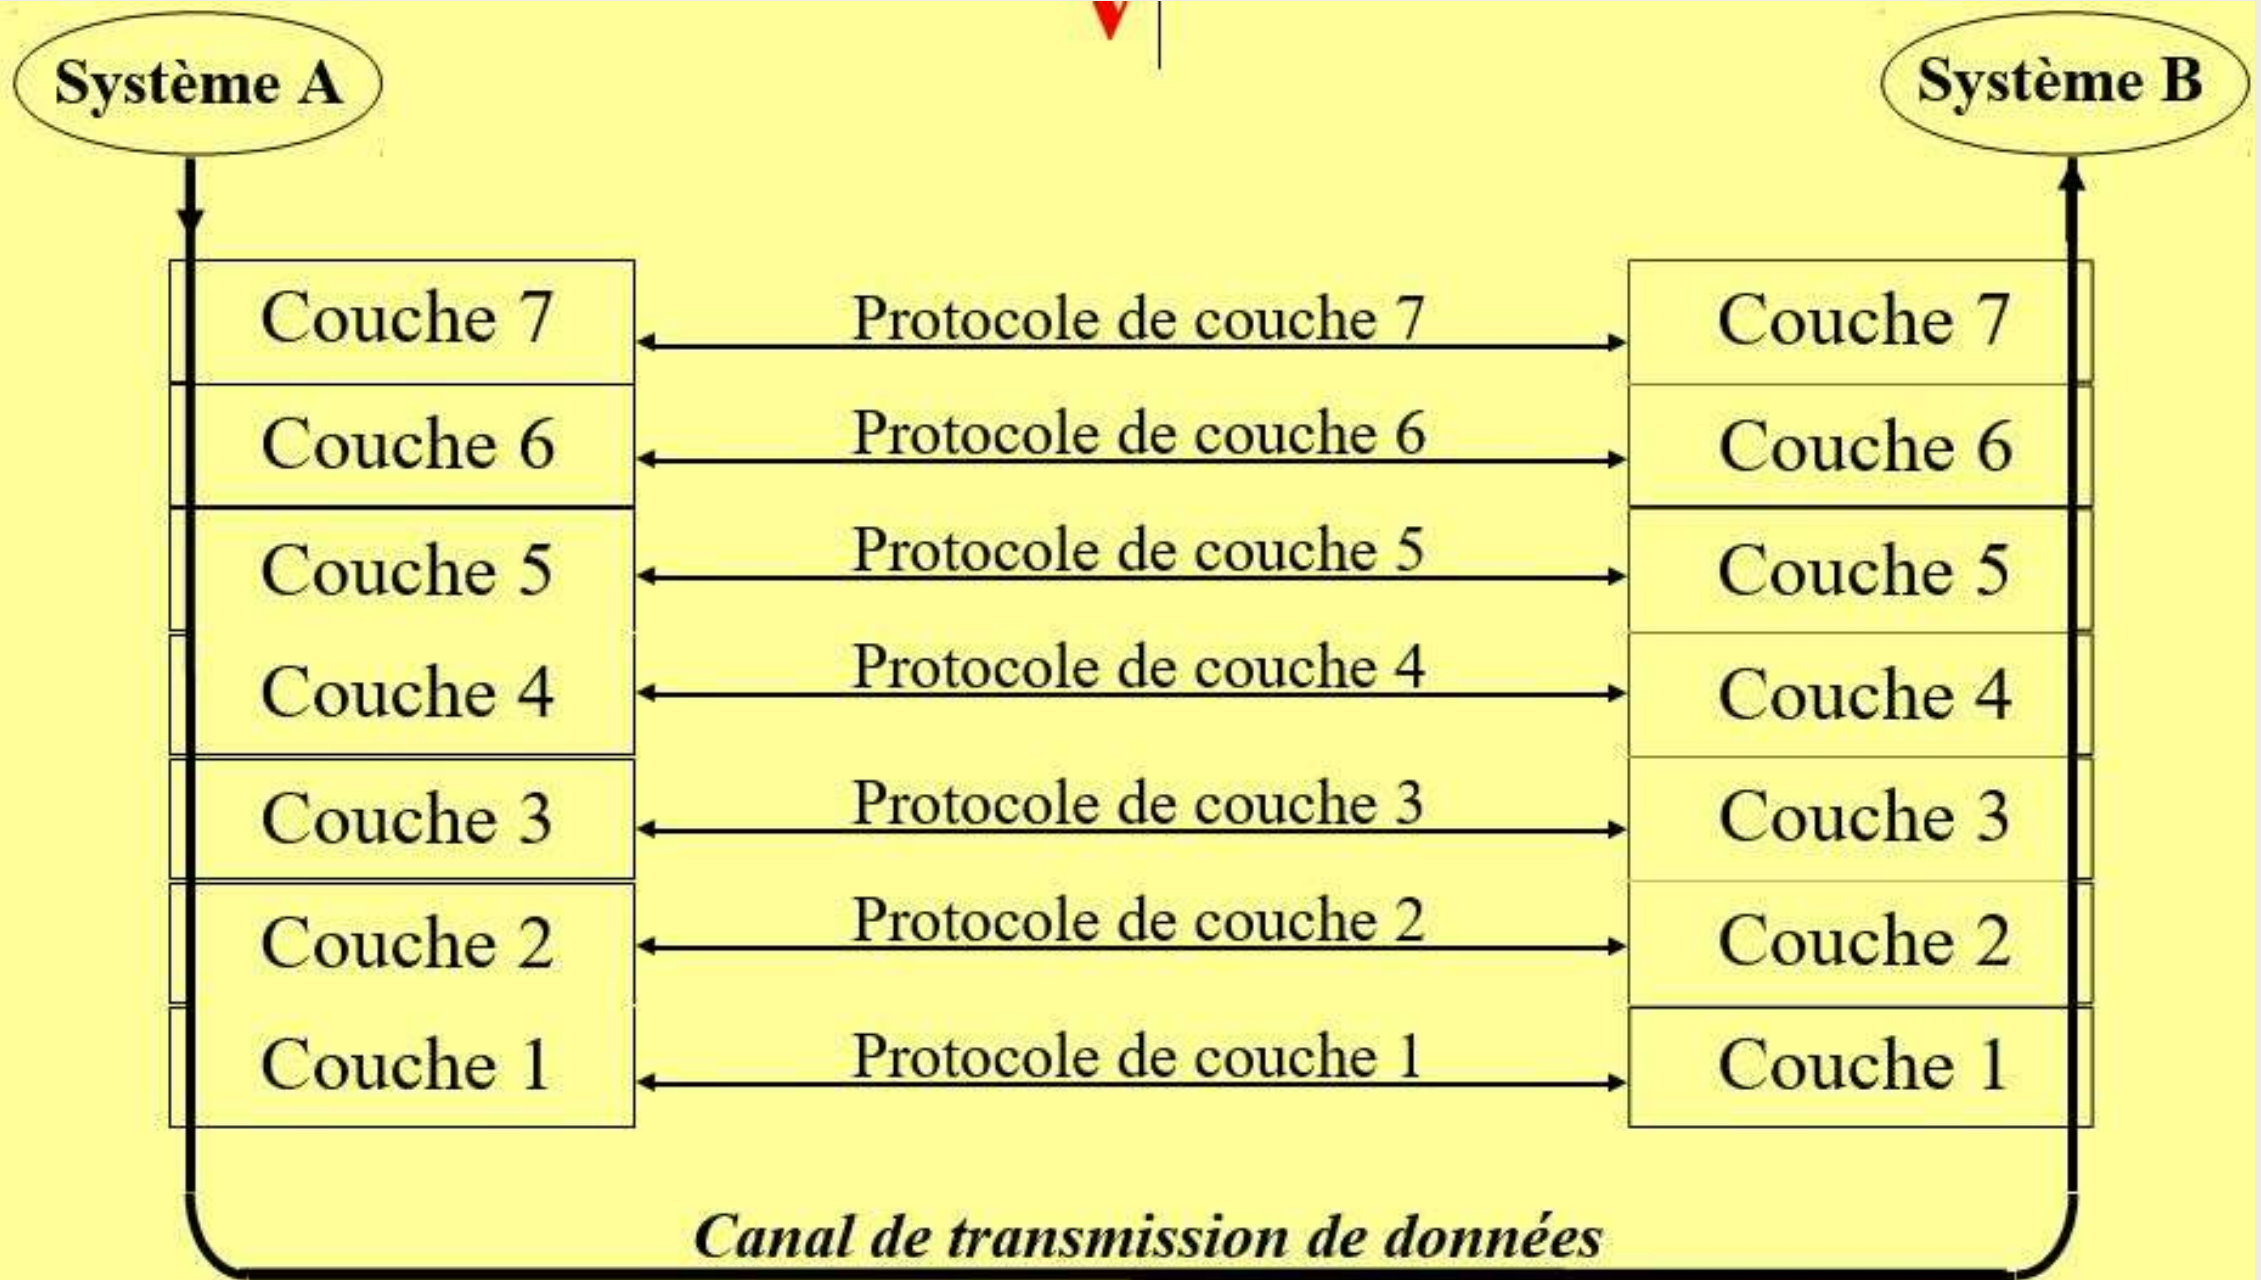 Système A
Système B
Couche 7
Protocole de couche 7
Couche 7
Couche 6
Protocole de couche 6
Couche 6
Couche 5
Protocole de couche 5
Couche 5
Couche 4
Protocole de couche 4
Couche 4
Couche 3
Protocole de couche 3
Couche 3
Couche 2
Protocole de couche 2
Couche 2
Couche 1
Protocole de couche 1
Couche 1
Canal de transmission de données